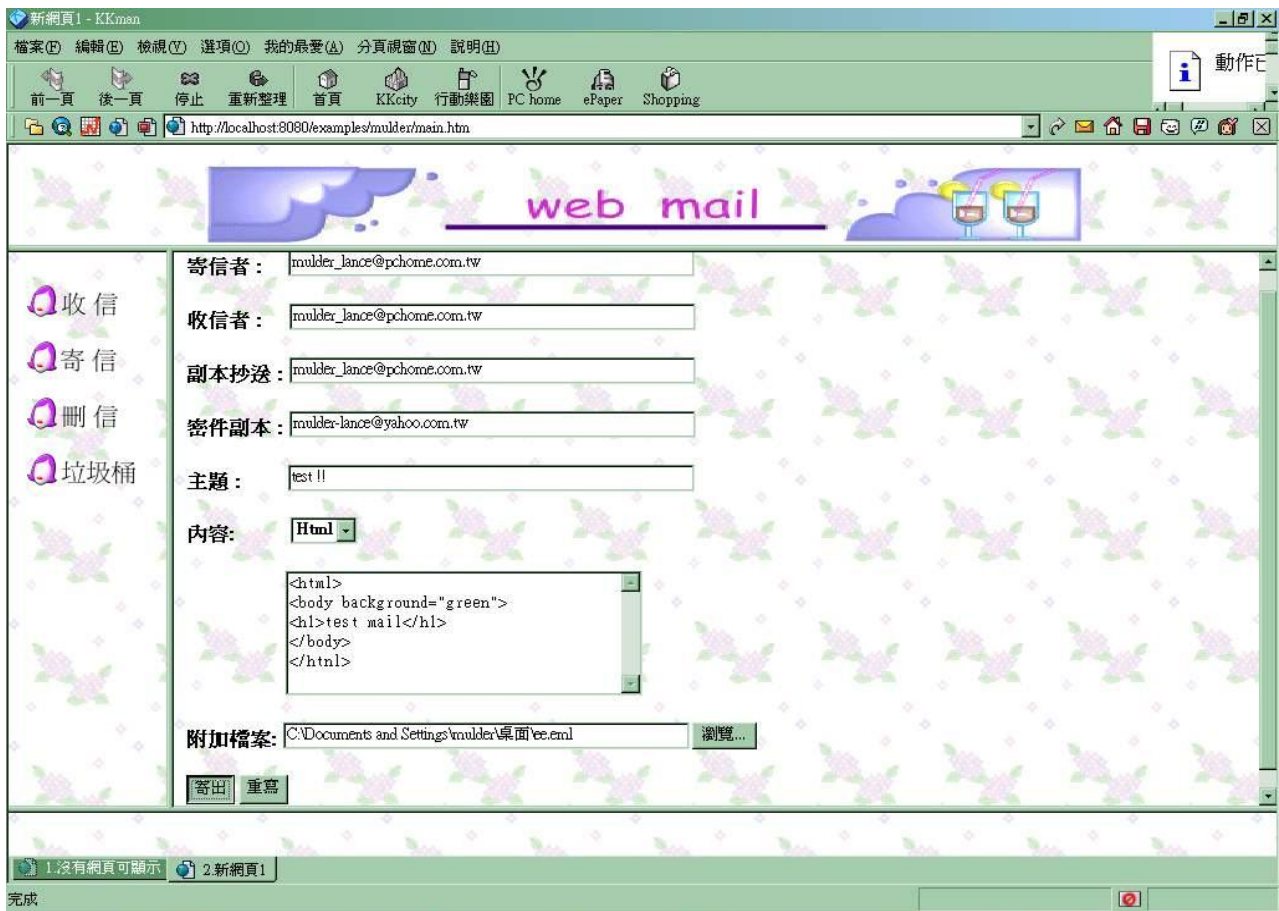 新網頁1 - KKman
檔案(F) 編輯(E) 檢視(V) 選項(O) 我的最愛(A) 分頁視窗(N) 說明(H)
動作已
前一頁 後一頁 停止 重新整理 首頁 KKcity 行動樂園 PC home ePaper Shopping
http://localhost:8080/examples/mulder/main.htm
web mail
收信
寄信
刪信
垃圾桶
寄信者： mulder_lance@pchome.com.tw
收信者： mulder_lance@pchome.com.tw
副本抄送： mulder_lance@pchome.com.tw
密件副本： mulder-lance@yahoo.com.tw
主題： test !!
內容: Html
<html>
<body background="green">
<h1>test mail</h1>
</body>
</html>
附加檔案: C:\Documents and Settings\mulder\桌面\ee.eml 瀏覽...
寄出 重寫
1.沒有網頁可顯示 2.新網頁1
完成